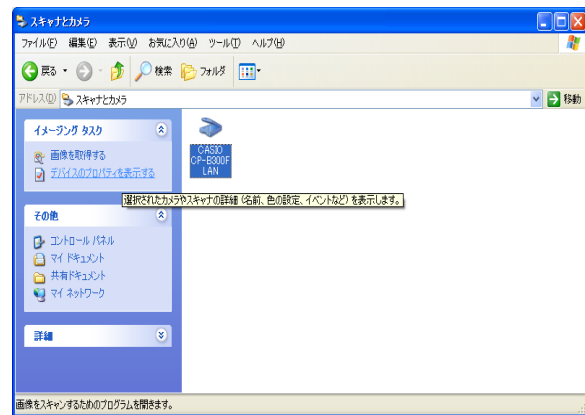 スキャナとカメラ
ファイル(F) 編集(E) 表示(V) お気に入り(A) ツール(T) ヘルプ(H)
戻る 検索 フォルダ
アドレス(D) スキャナとカメラ 移動
イメージング タスク
画像を取得する
デバイスのプロパティを表示する
CASIO
CP-B300F
LAN
選択されたカメラやスキャナの詳細 (名前、色の設定、イベントなど) を表示します。
その他
コントロール パネル
マイ ドキュメント
共有ドキュメント
マイ ネットワーク
詳細
画像をスキャンするためのプログラムを開きます。